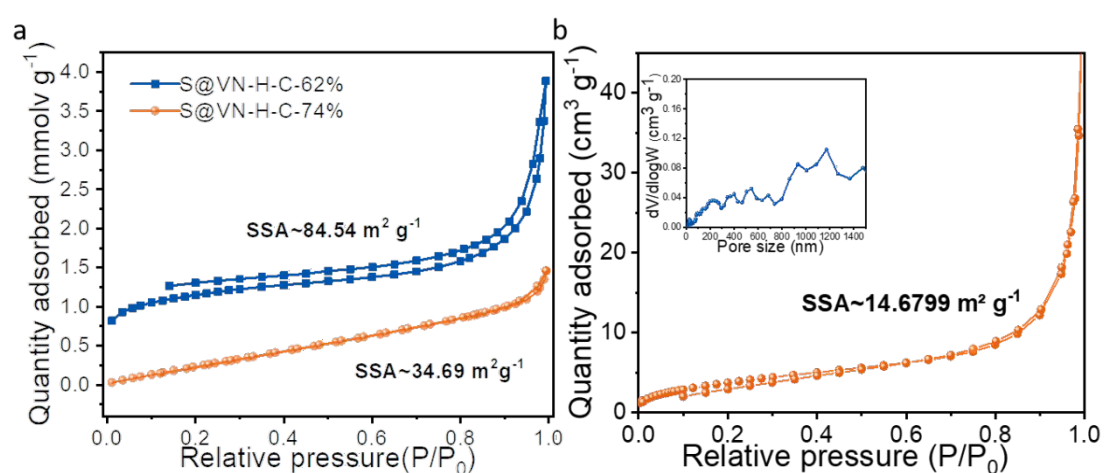 a
Quantity adsorbed (mmolv g-1)
4.0
3.5
3.0
2.5
2.0
1.5
1.0
0.5
0.0
S@VN-H-C-62%
S@VN-H-C-74%
SSA~84.54 m² g-1
SSA~34.69 m²g-1
0.0 0.2 0.4 0.6 0.8 1.0
Relative pressure(P/P0)
b
Quantity adsorbed (cm³ g-1)
40
30
20
10
0
dV/dlogW (cm³ g-1)
0.20
0.16
0.12
0.08
0.04
0.00
0 200 400 600 800 1000 1200 1400
Pore size (nm)
SSA~14.6799 m² g-1
0.0 0.2 0.4 0.6 0.8 1.0
Relative pressure (P/P0)